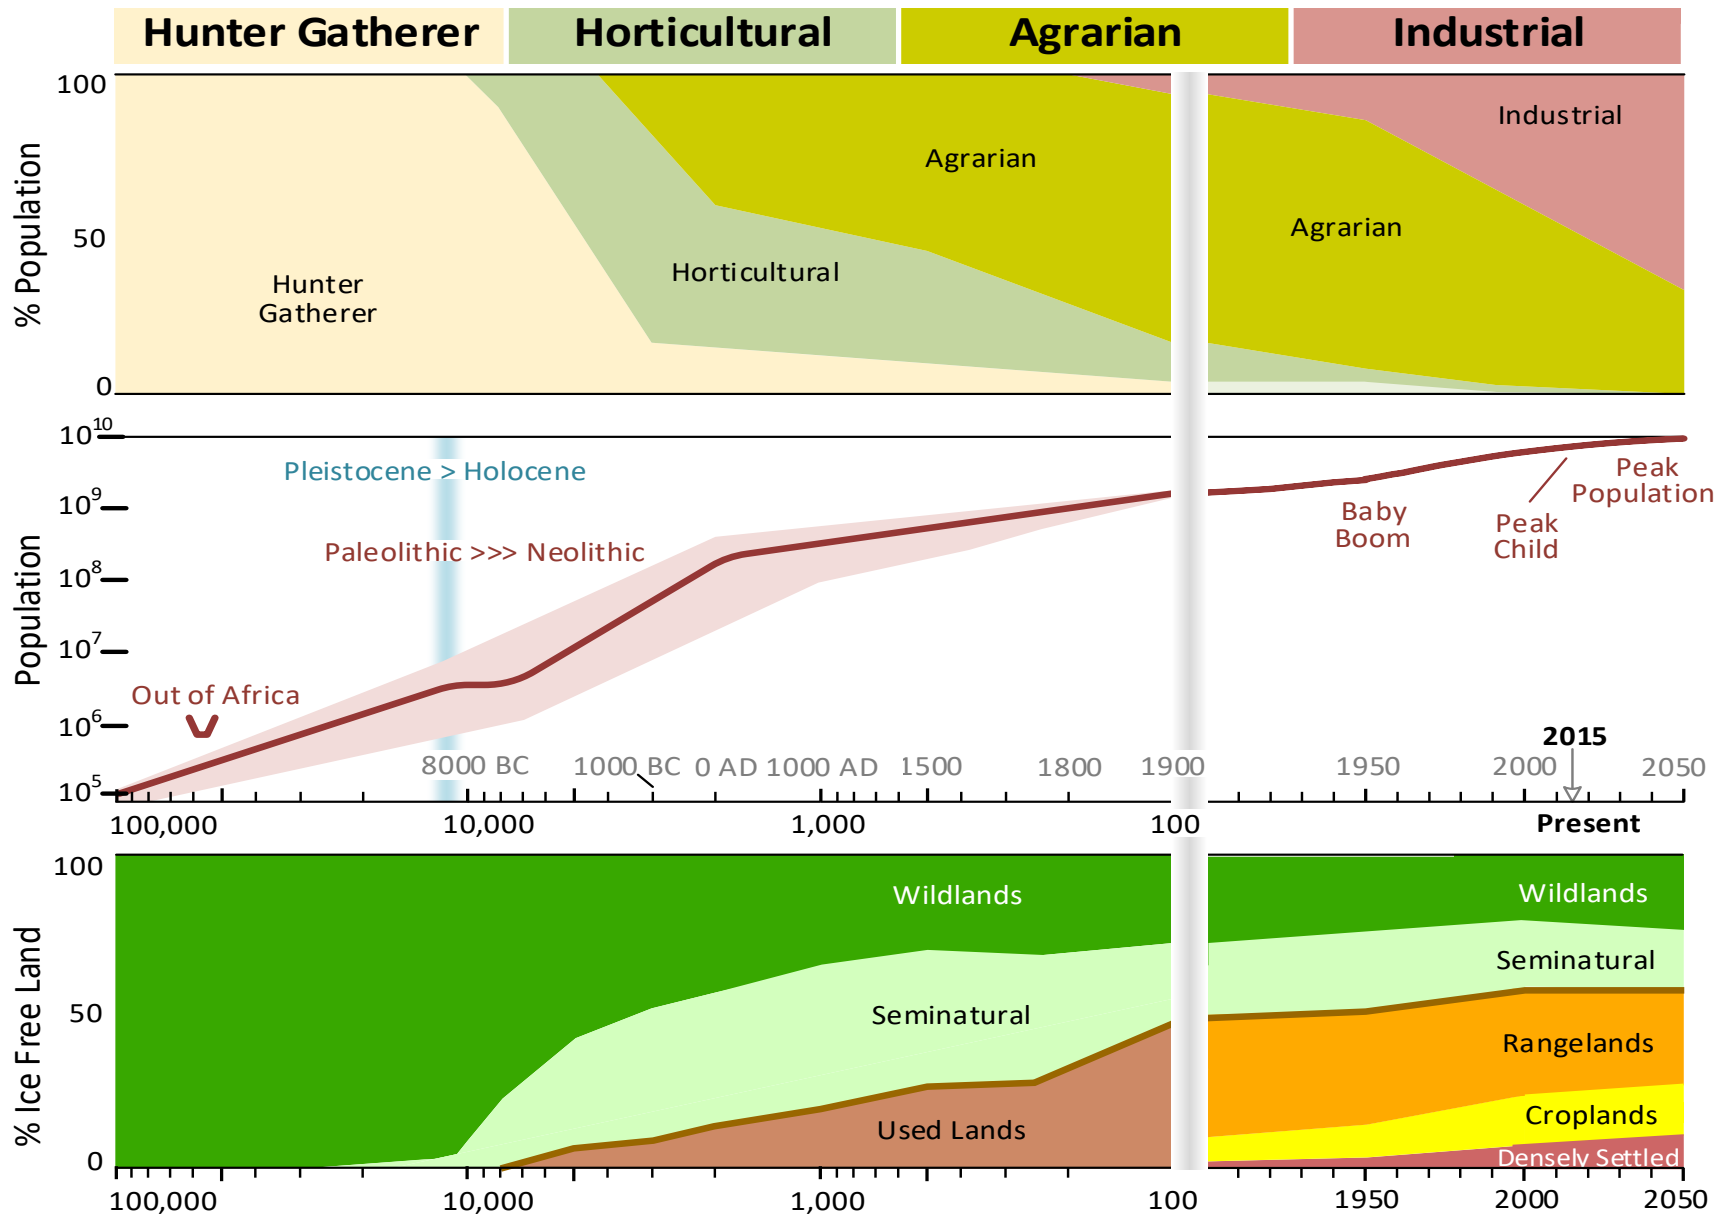 Hunter Gatherer Horticultural Agrarian Industrial
% Population
100
50
0
Hunter
Gatherer
Horticultural
Agrarian
Agrarian
Industrial
Population
10¹⁰
10⁹
10⁸
10⁷
10⁶
10⁵
Pleistocene > Holocene
Paleolithic >>> Neolithic
Out of Africa
Baby
Boom
Peak
Child
Peak
Population
2015
8000 BC 1000 BC 0 AD 1000 AD 1500 1800 1900 1950 2000 2050
100,000 10,000 1,000 100 Present
% Ice Free Land
100
50
0
Wildlands
Seminatural
Used Lands
Wildlands
Seminatural
Rangelands
Croplands
Densely Settled
100,000 10,000 1,000 100 1950 2000 2050